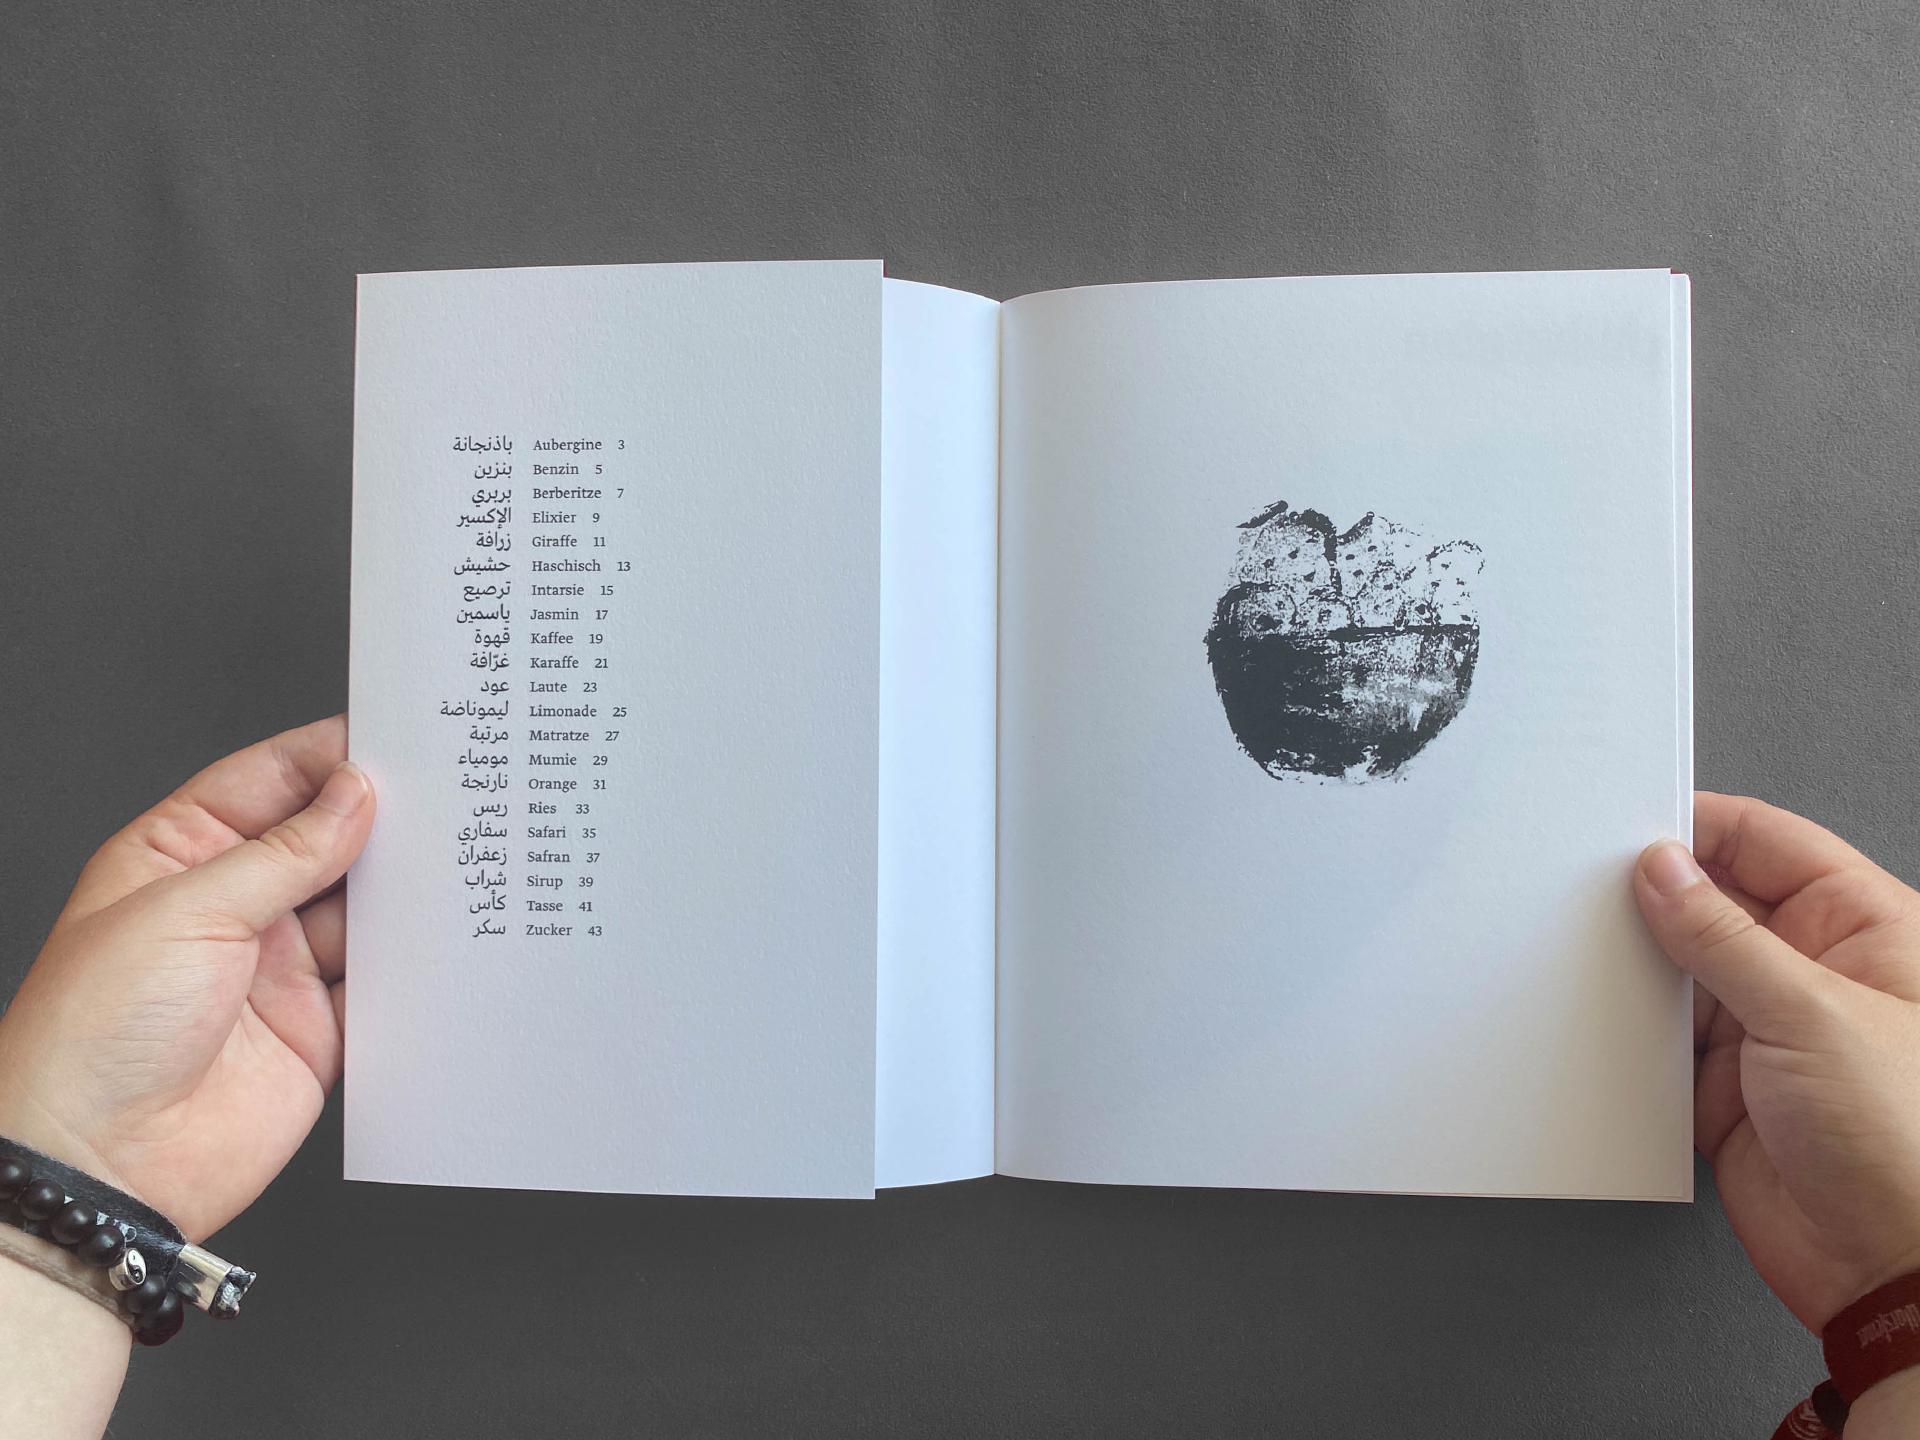 باذنجانة Aubergine 3
بنزين Benzin 5
بربري Berberitze 7
الإكسير Elixier 9
زرافة Giraffe 11
حشيش Haschisch 13
ترصيع Intarsie 15
ياسمين Jasmin 17
قهوة Kaffee 19
غرّافة Karaffe 21
عود Laute 23
ليموناضة Limonade 25
مرتبة Matratze 27
مومياء Mumie 29
نارنجة Orange 31
ريس Ries 33
سفاري Safari 35
زعفران Safran 37
شراب Sirup 39
كأس Tasse 41
سكر Zucker 43